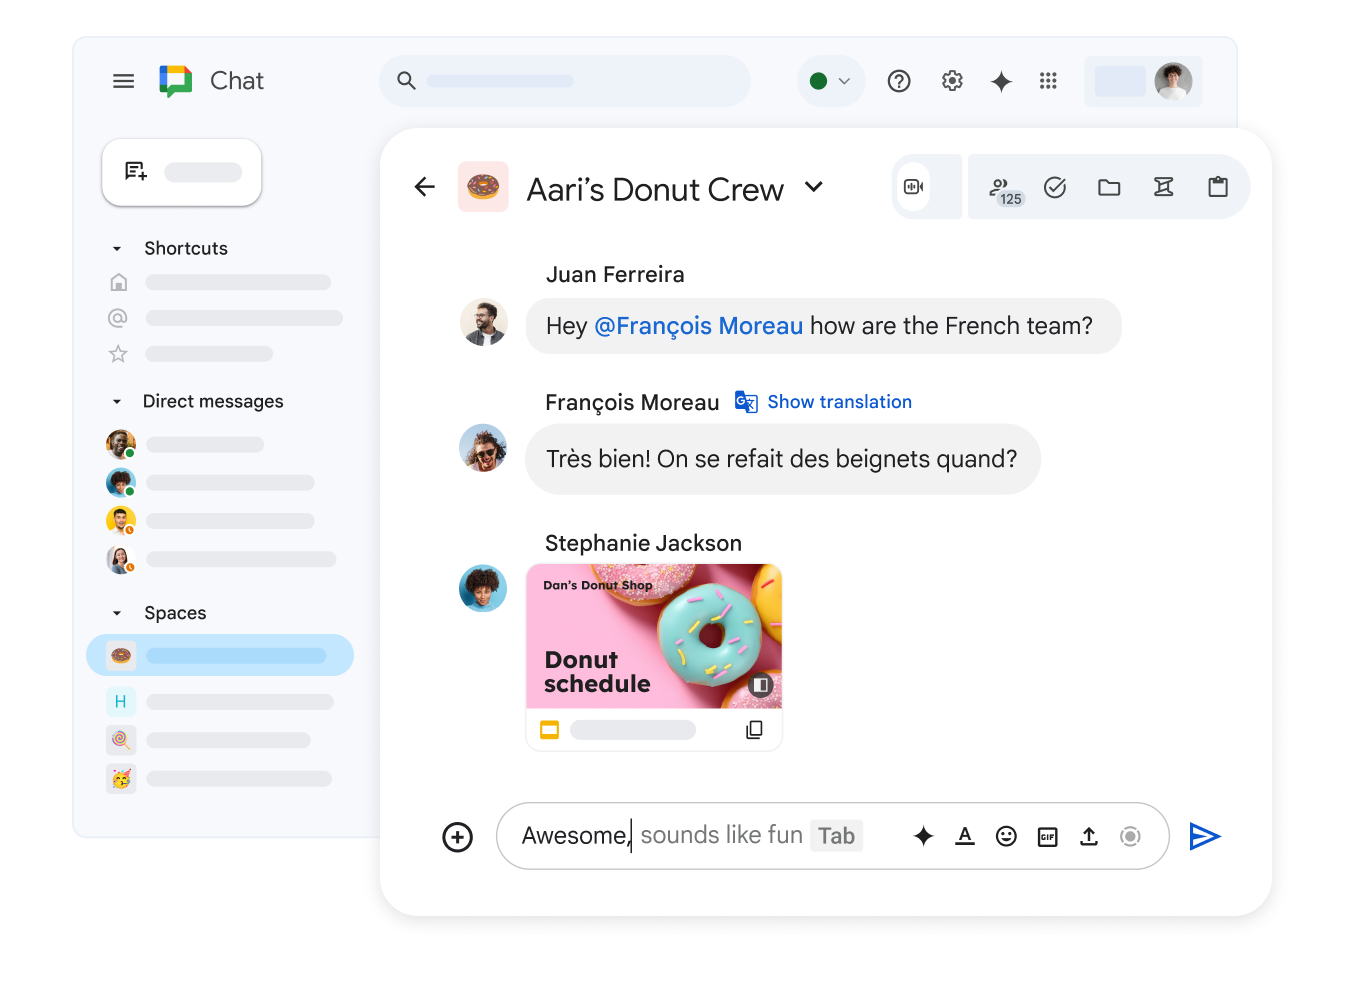 Chat
Aari's Donut Crew
125
Shortcuts
Direct messages
Spaces
H
Juan Ferreira
Hey @François Moreau how are the French team?
François Moreau Show translation
Très bien! On se refait des beignets quand?
Stephanie Jackson
Dan's Donut Shop
Donut
schedule
Awesome, sounds like fun Tab
A
GIF